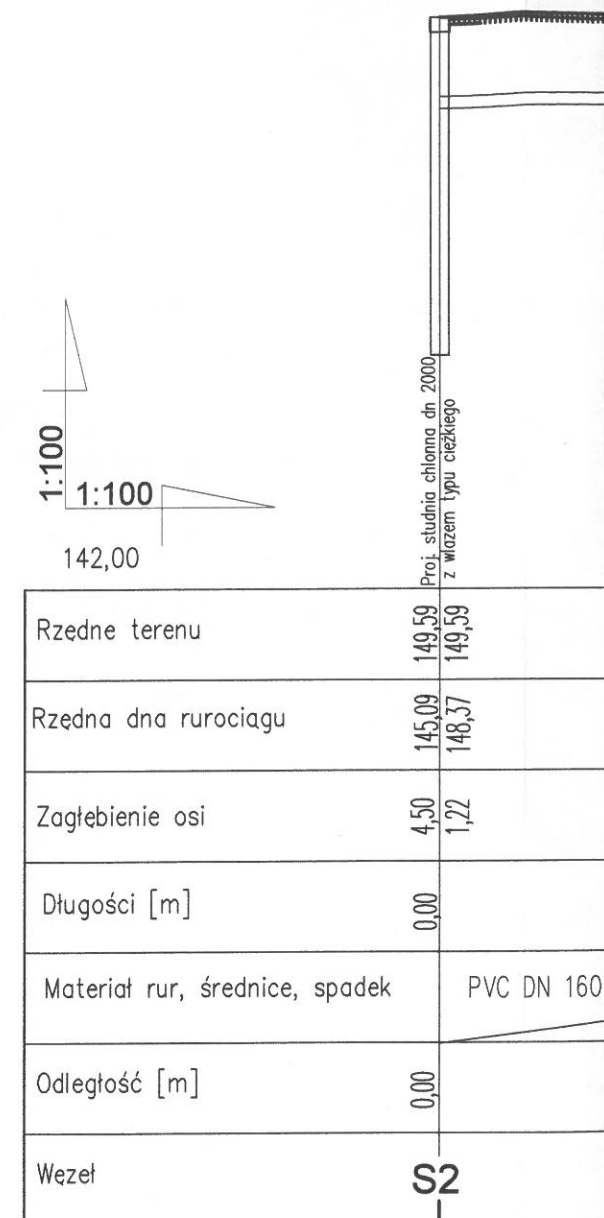 Proj. studnia chlonna dn 2000
z wlazem typu ciężkiego
1:100
1:100
142,00
Rzędne terenu
149,59
149,59
Rzędna dna rurociągu
145,09
148,37
Zagłębienie osi
4,50
1,22
Długości [m]
0,00
Materiał rur, średnice, spadek
PVC DN 160
Odległość [m]
0,00
Węzeł
S2